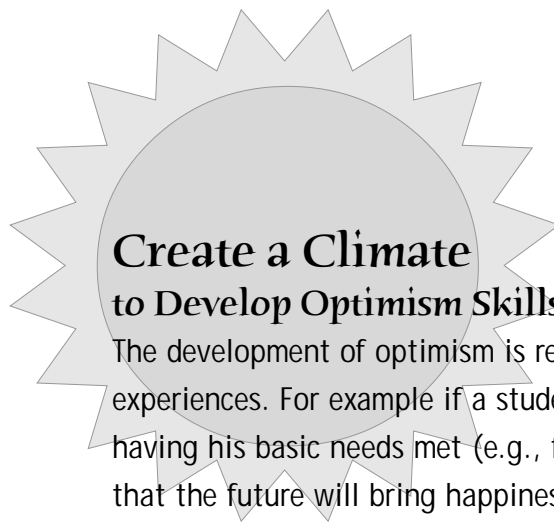 Create a Climate
to Develop Optimism Skills
The development of optimism is
experiences. For example if a
having his basic needs met (e.g.,
that the future will bring